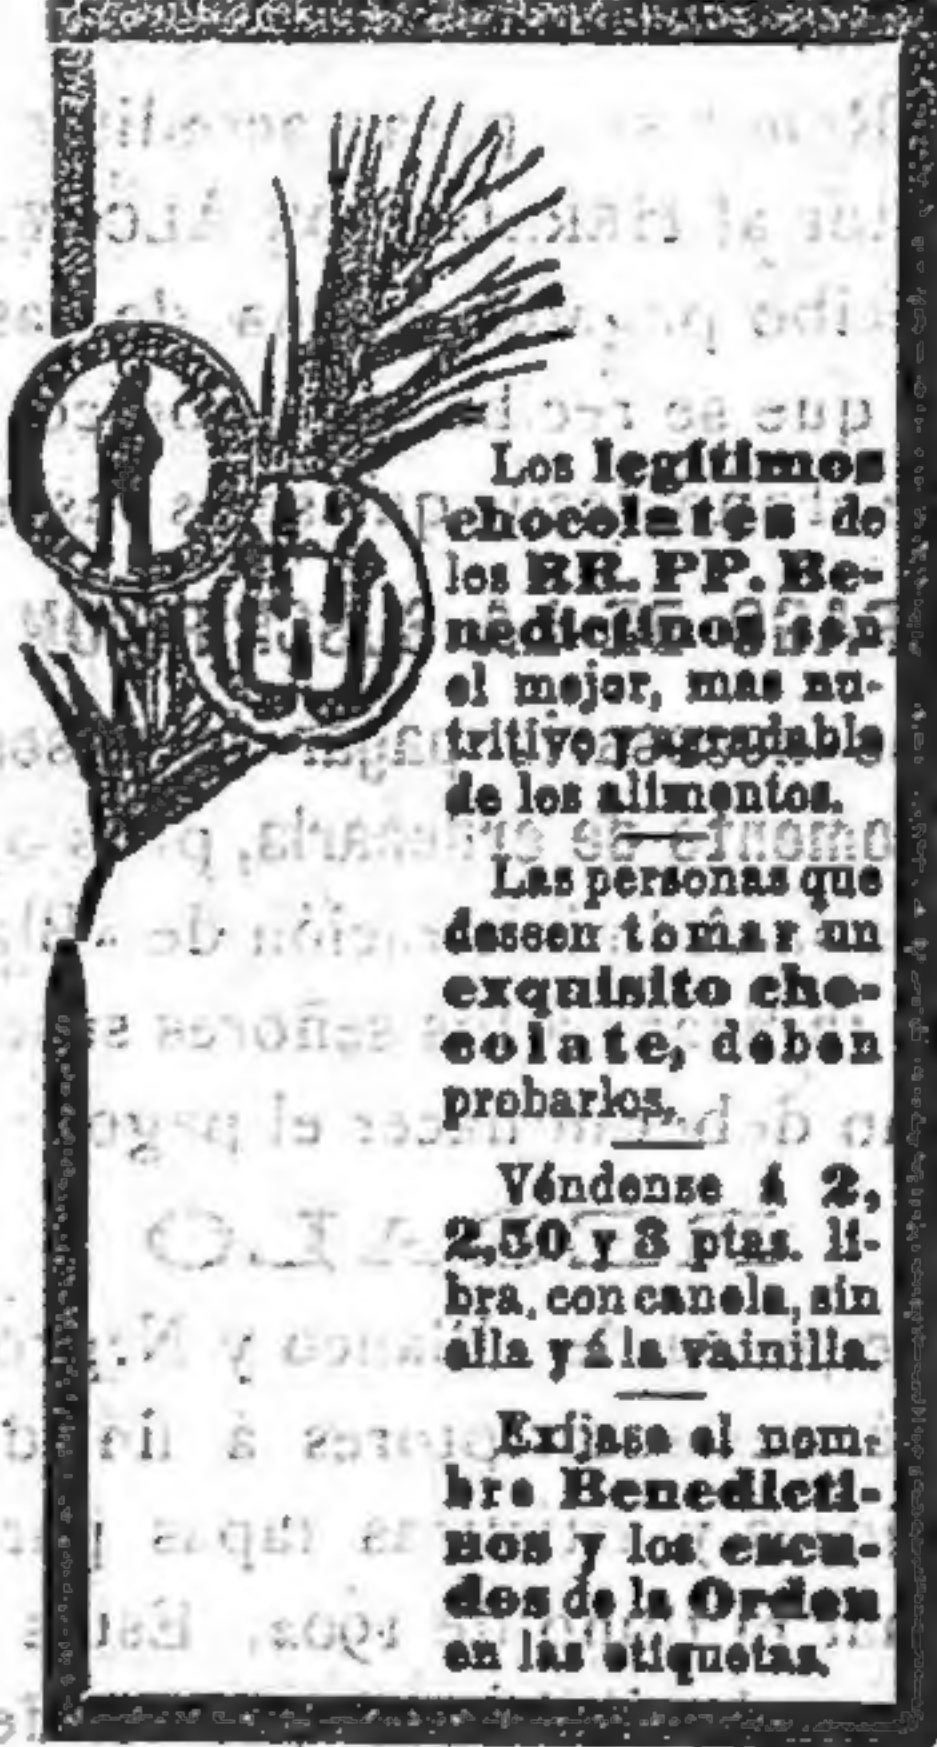 Los legítimos
chocolates de
los RR. PP. Be-
nedictinos son
el mejor, mas nu-
tritivo y agradable
de los alimentos.
Las personas que
deseen tomar un
exquisito cho-
colate, deben
probarlos.
Véndense á 2,
2,50 y 3 ptas. li-
bra, con canela, sin
ella y á la vainilla.
Exíjase el nom-
bre Benedicti-
nos y los escu-
dos de la Orden
en las etiquetas.